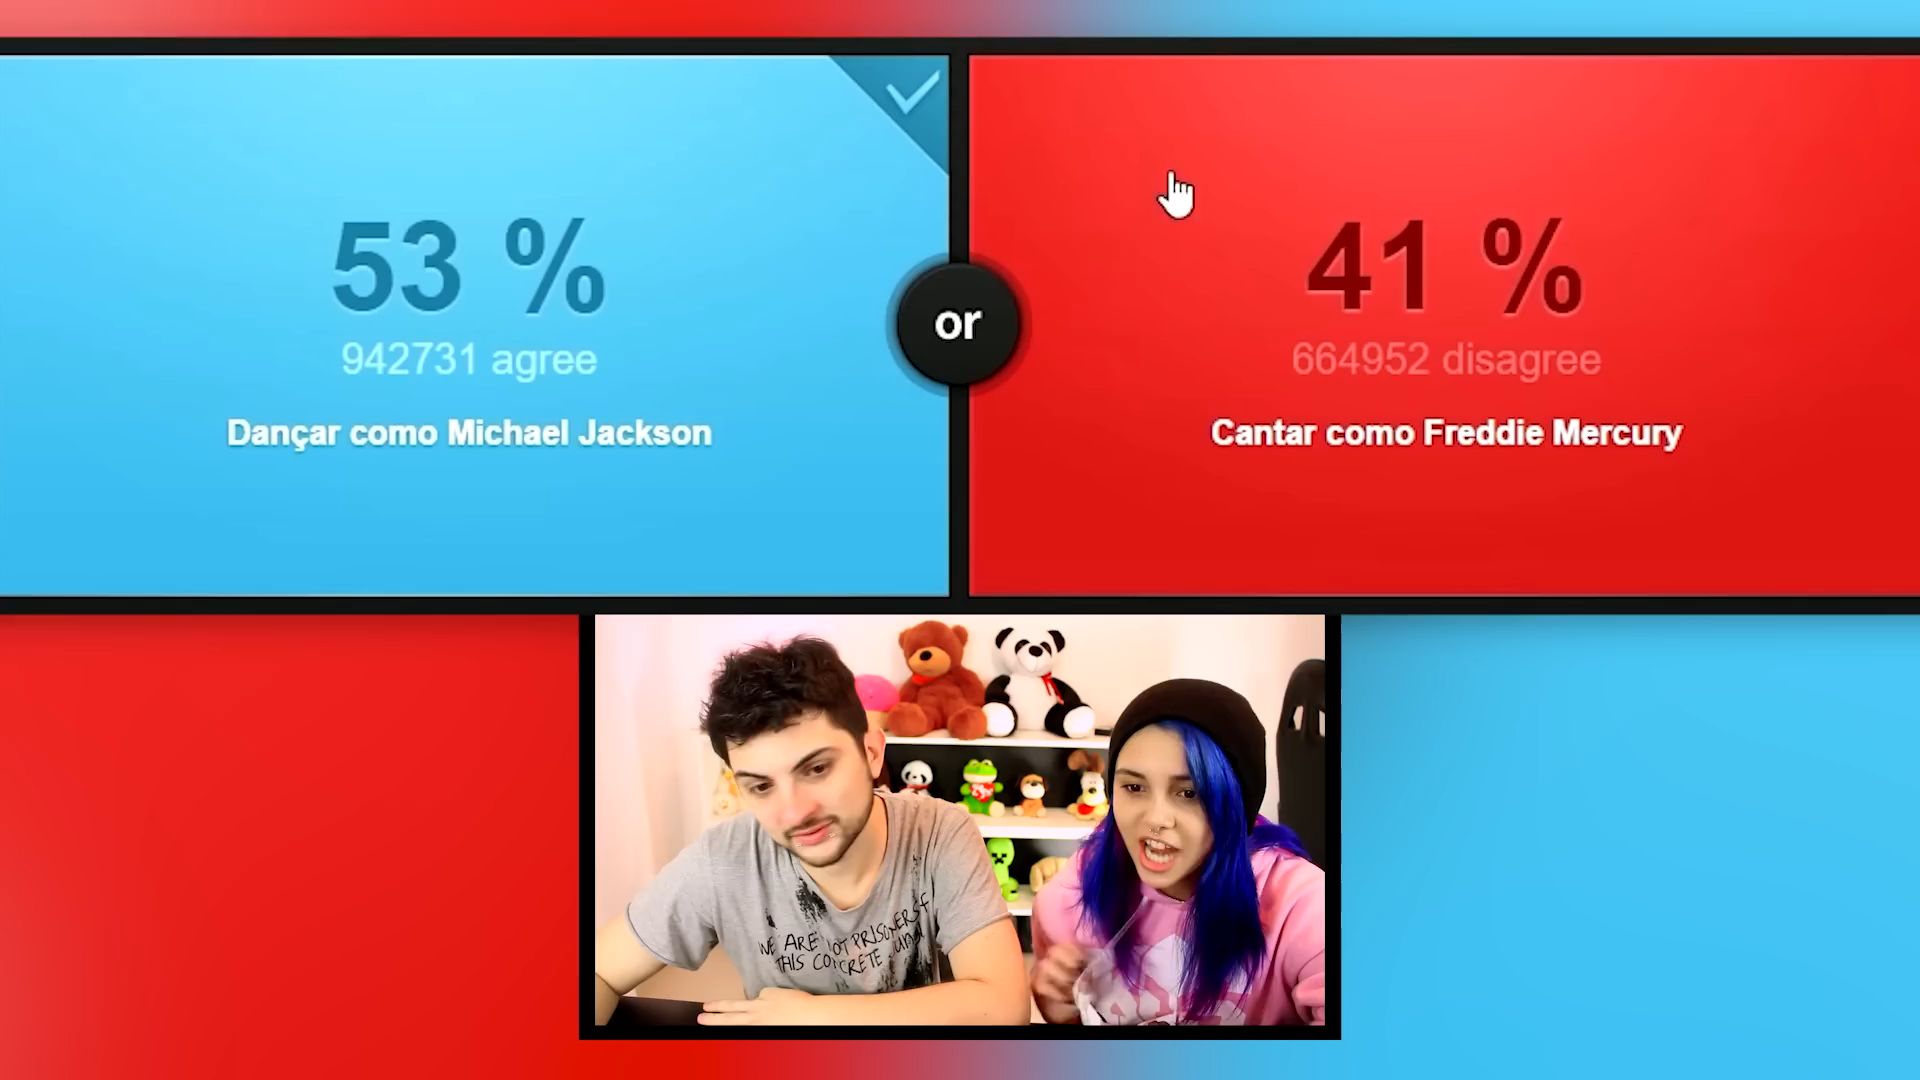 53 %
942731 agree
Dançar como Michael Jackson
or
41 %
664952 disagree
Cantar como Freddie Mercury
WE ARE NOT PRISONERS OF
THIS CONCRETE